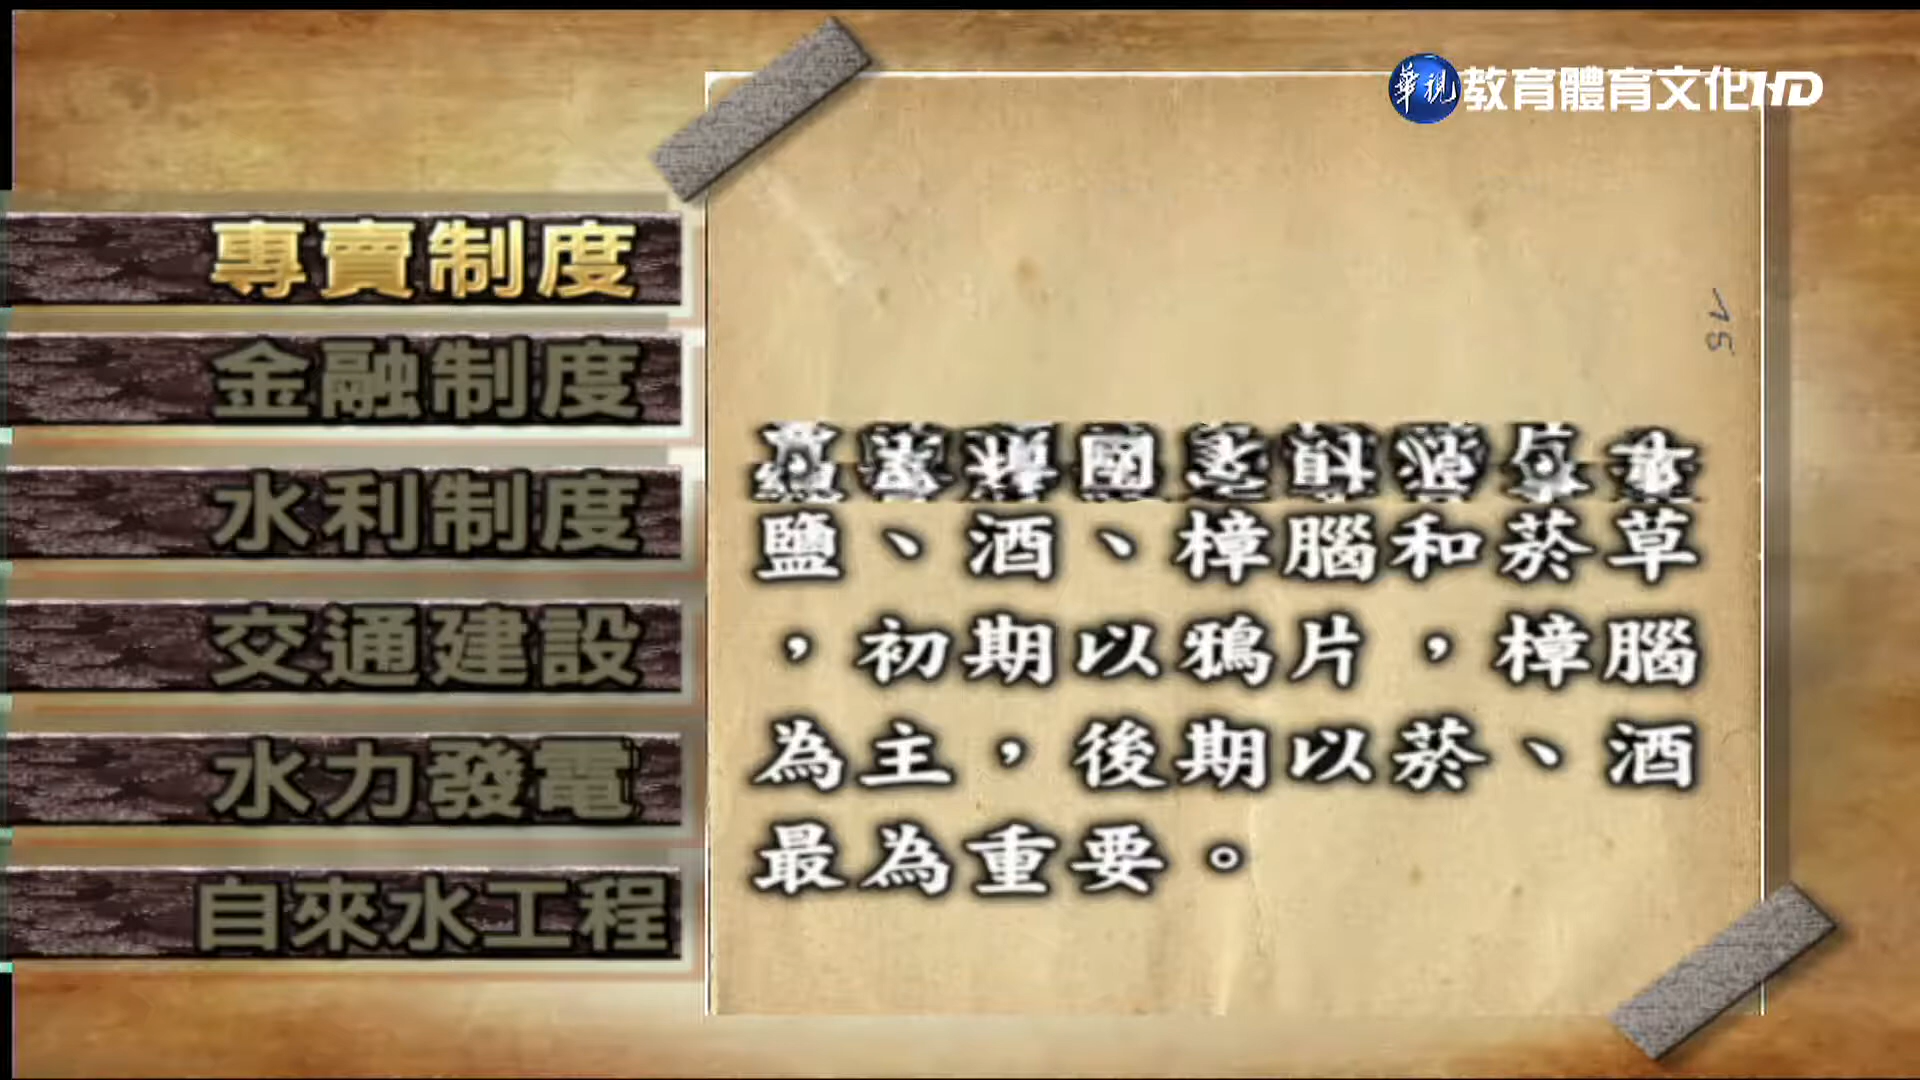 華視教育體育文化HD
專賣制度
金融制度
水利制度
交通建設
水力發電
自來水工程
鹽、酒、樟腦和菸草
，初期以鴉片，樟腦
為主，後期以菸、酒
最為重要。
15